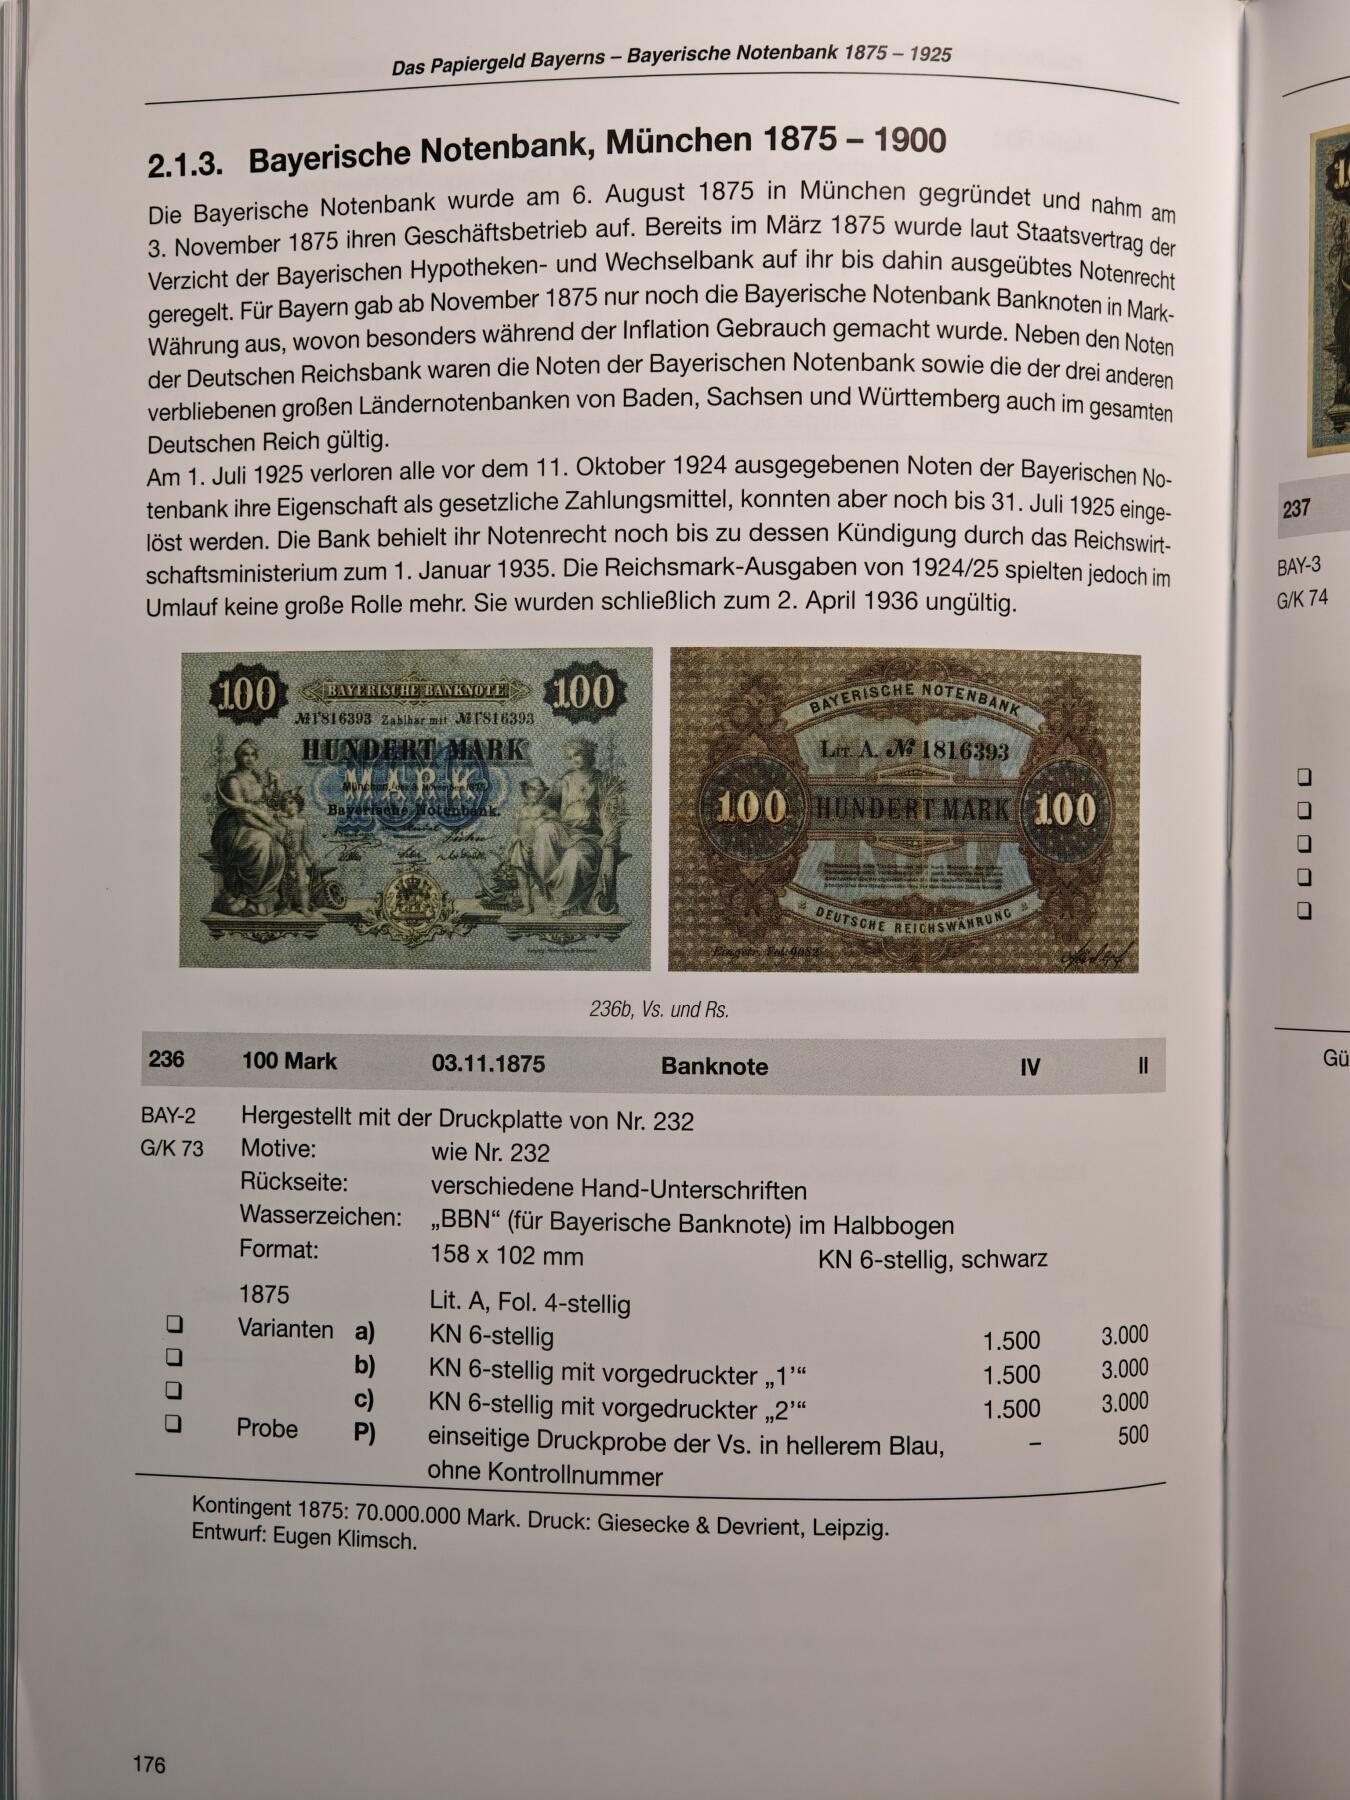 Das Papiergeld Bayerns – Bayerische Notenbank 1875 – 1925
2.1.3. Bayerische Notenbank, München 1875 – 1900
Die Bayerische Notenbank wurde am 6. August 1875 in München gegründet und nahm am
3. November 1875 ihren Geschäftsbetrieb auf. Bereits im März 1875 wurde laut Staatsvertrag der
Verzicht der Bayerischen Hypotheken- und Wechselbank auf ihr bis dahin ausgeübtes Notenrecht
geregelt. Für Bayern gab ab November 1875 nur noch die Bayerische Notenbank Banknoten in Mark-
Währung aus, wovon besonders während der Inflation Gebrauch gemacht wurde. Neben den Noten
der Deutschen Reichsbank waren die Noten der Bayerischen Notenbank sowie die der drei anderen
verbliebenen großen Ländernotenbanken von Baden, Sachsen und Württemberg auch im gesamten
Deutschen Reich gültig.
Am 1. Juli 1925 verloren alle vor dem 11. Oktober 1924 ausgegebenen Noten der Bayerischen No-
tenbank ihre Eigenschaft als gesetzliche Zahlungsmittel, konnten aber noch bis 31. Juli 1925 einge-
löst werden. Die Bank behielt ihr Notenrecht noch bis zu dessen Kündigung durch das Reichswirt-
schaftsministerium zum 1. Januar 1935. Die Reichsmark-Ausgaben von 1924/25 spielten jedoch im
Umlauf keine große Rolle mehr. Sie wurden schließlich zum 2. April 1936 ungültig.
100 BAYERISCHE BANKNOTE 100
№1'816393 Zahlbar mit №1'816393
HUNDERT MARK
MARK
Bayerische Notenbank.
BAYERISCHE NOTENBANK
LIT. A. № 1816393
100 HUNDERT MARK 100
DEUTSCHE REICHSWÄHRUNG
Eingetr. Fol: 9082
236b, Vs. und Rs.
236 100 Mark 03.11.1875 Banknote IV II
BAY-2 Hergestellt mit der Druckplatte von Nr. 232
G/K 73 Motive: wie Nr. 232
Rückseite: verschiedene Hand-Unterschriften
Wasserzeichen: „BBN“ (für Bayerische Banknote) im Halbbogen
Format: 158 x 102 mm KN 6-stellig, schwarz
1875 Lit. A, Fol. 4-stellig
Varianten a) KN 6-stellig 1.500 3.000
b) KN 6-stellig mit vorgedruckter „1'“ 1.500 3.000
c) KN 6-stellig mit vorgedruckter „2'“ 1.500 3.000
Probe P) einseitige Druckprobe der Vs. in hellerem Blau, – 500
ohne Kontrollnummer
Kontingent 1875: 70.000.000 Mark. Druck: Giesecke & Devrient, Leipzig.
Entwurf: Eugen Klimsch.
176
237
BAY-3
G/K 74
Gü